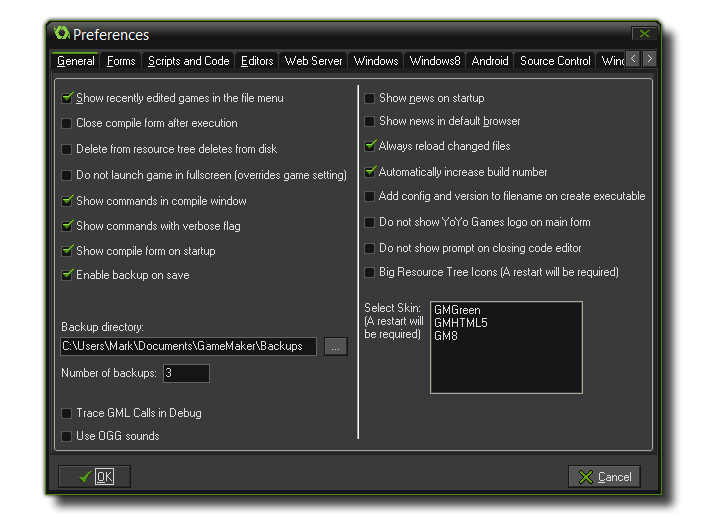 Preferences
General Forms Scripts and Code Editors Web Server Windows Windows8 Android Source Control
Show recently edited games in the file menu
Close compile form after execution
Delete from resource tree deletes from disk
Do not launch game in fullscreen (overrides game setting)
Show commands in compile window
Show commands with verbose flag
Show compile form on startup
Enable backup on save
Backup directory:
C:\Users\Mark\Documents\GameMaker\Backups
...
Number of backups: 3
Trace GML Calls in Debug
Use OGG sounds
Show news on startup
Show news in default browser
Always reload changed files
Automatically increase build number
Add config and version to filename on create executable
Do not show YoYo Games logo on main form
Do not show prompt on closing code editor
Big Resource Tree Icons (A restart will be required)
Select Skin:
(A restart will
be required)
GMGreen
GMHTML5
GM8
OK
Cancel